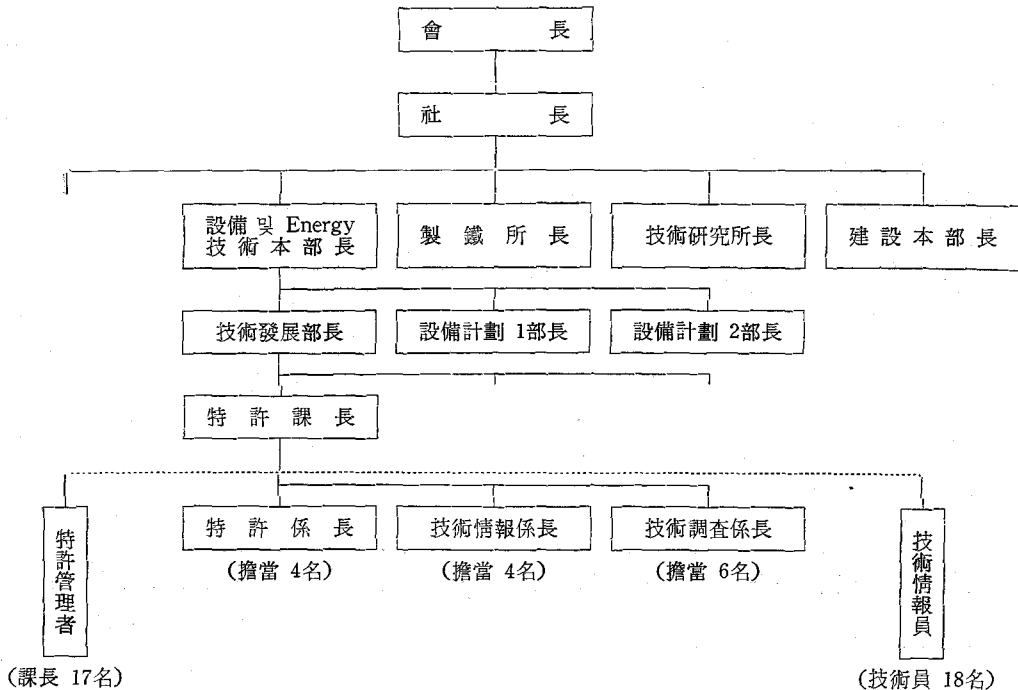 會 長
社 長
設備 및 Energy
技術本部長
製鐵所長
技術硏究所長
建設本部長
技術發展部長
設備計劃 1部長
設備計劃 2部長
特許課長
特許管理者
(課長 17名)
特許係長
(擔當 4名)
技術情報係長
(擔當 4名)
技術調査係長
(擔當 6名)
技術情報員
(技術員 18名)